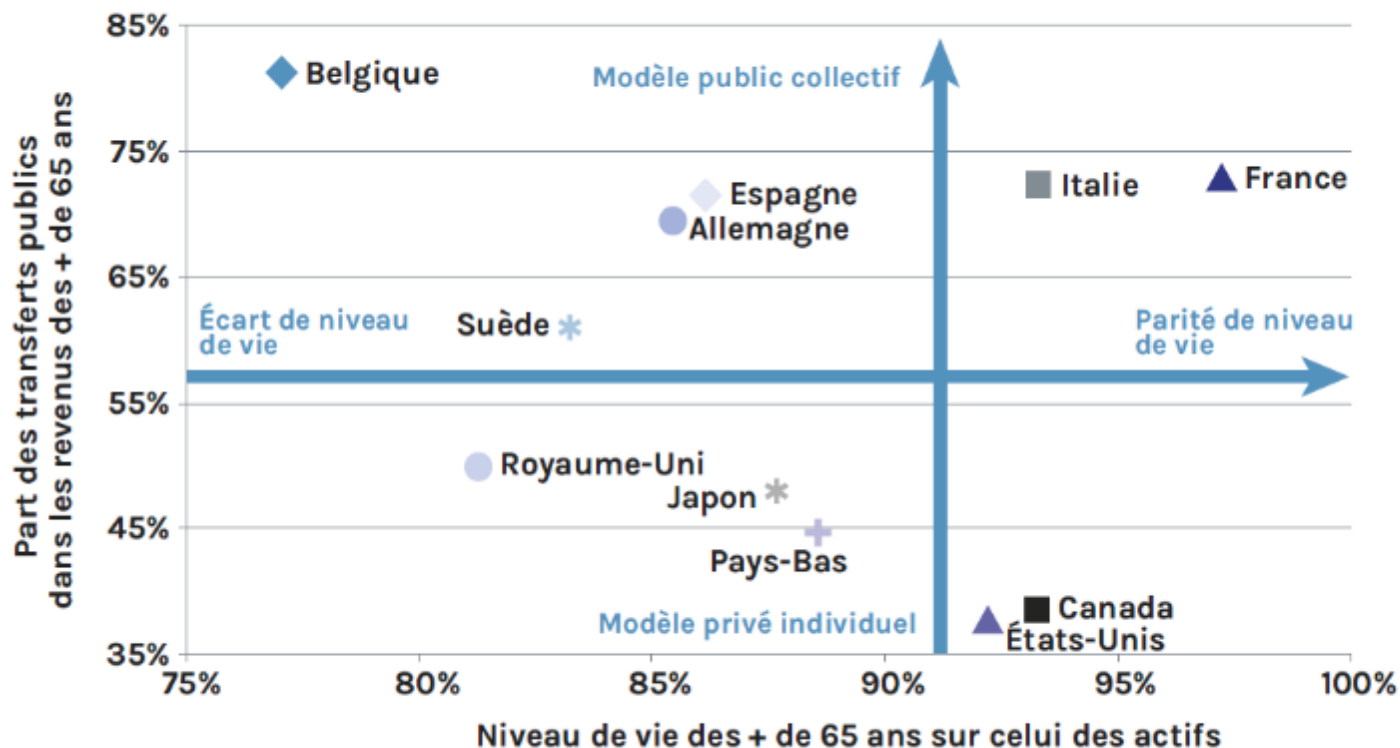 Part des transferts publics
dans les revenus des + de 65 ans
85%
75%
65%
55%
45%
35%
Belgique
Modèle public collectif
Espagne
Allemagne
Italie
France
Écart de niveau
de vie
Suède
Parité de niveau
de vie
Royaume-Uni
Japon
Pays-Bas
Modèle privé individuel
Canada
États-Unis
75%
80%
85%
90%
95%
100%
Niveau de vie des + de 65 ans sur celui des actifs